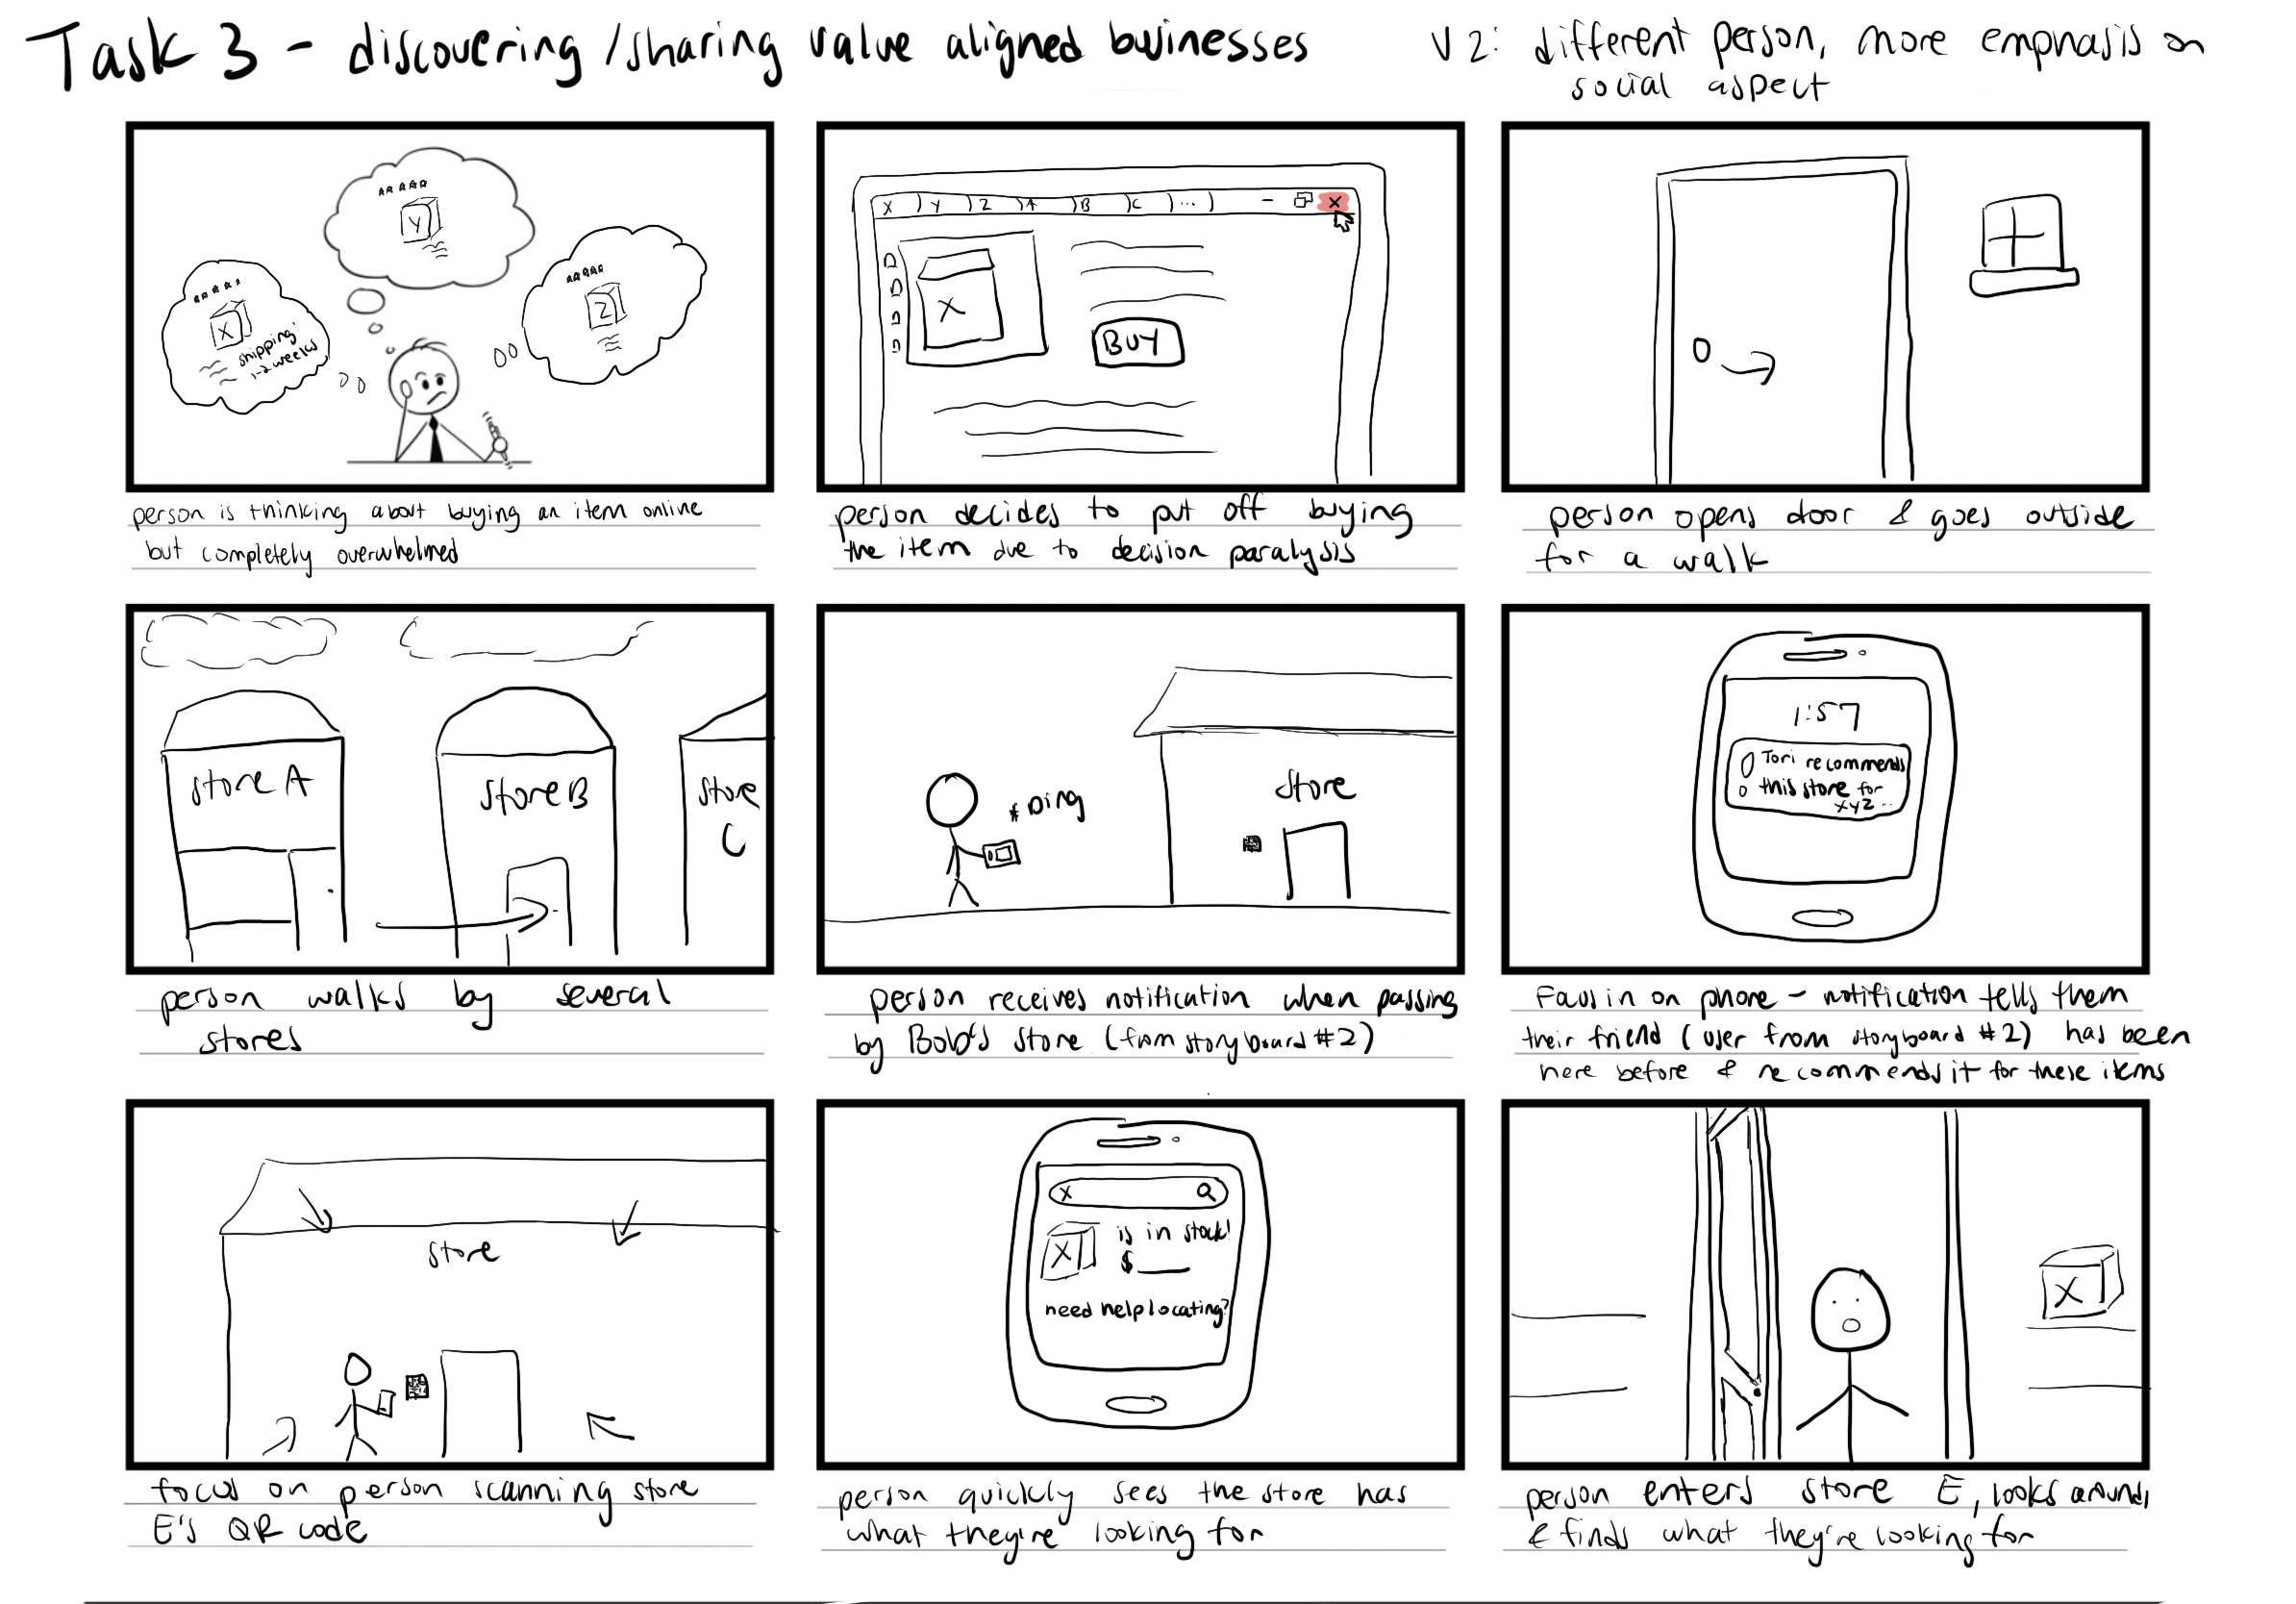 Task 3 - discovering /sharing value aligned businesses
V2: different person, more emphasis on
social aspect
Y
X
shipping:
1-2 weeks
Z
person is thinking about buying an item online
but completely overwhelmed
X Y Z A B C ... - X
X
BUY
person decides to put off buying
the item due to decision paralysis
person opens door & goes outside
for a walk
store A
store B
store
C
person walks by several
stores
*Ding
store
person receives notification when passing
by Bob's store (from storyboard #2)
1:57
Tori recommends
this store for
xyz...
Focus in on phone - notification tells them
their friend (user from storyboard #2) has been
here before & recommends it for these items
store
focus on person scanning store
E's QR code
X
X
is in stock!
$
need help locating?
person quickly sees the store has
what they're looking for
X
person enters store E, looks around,
& finds what they're looking for